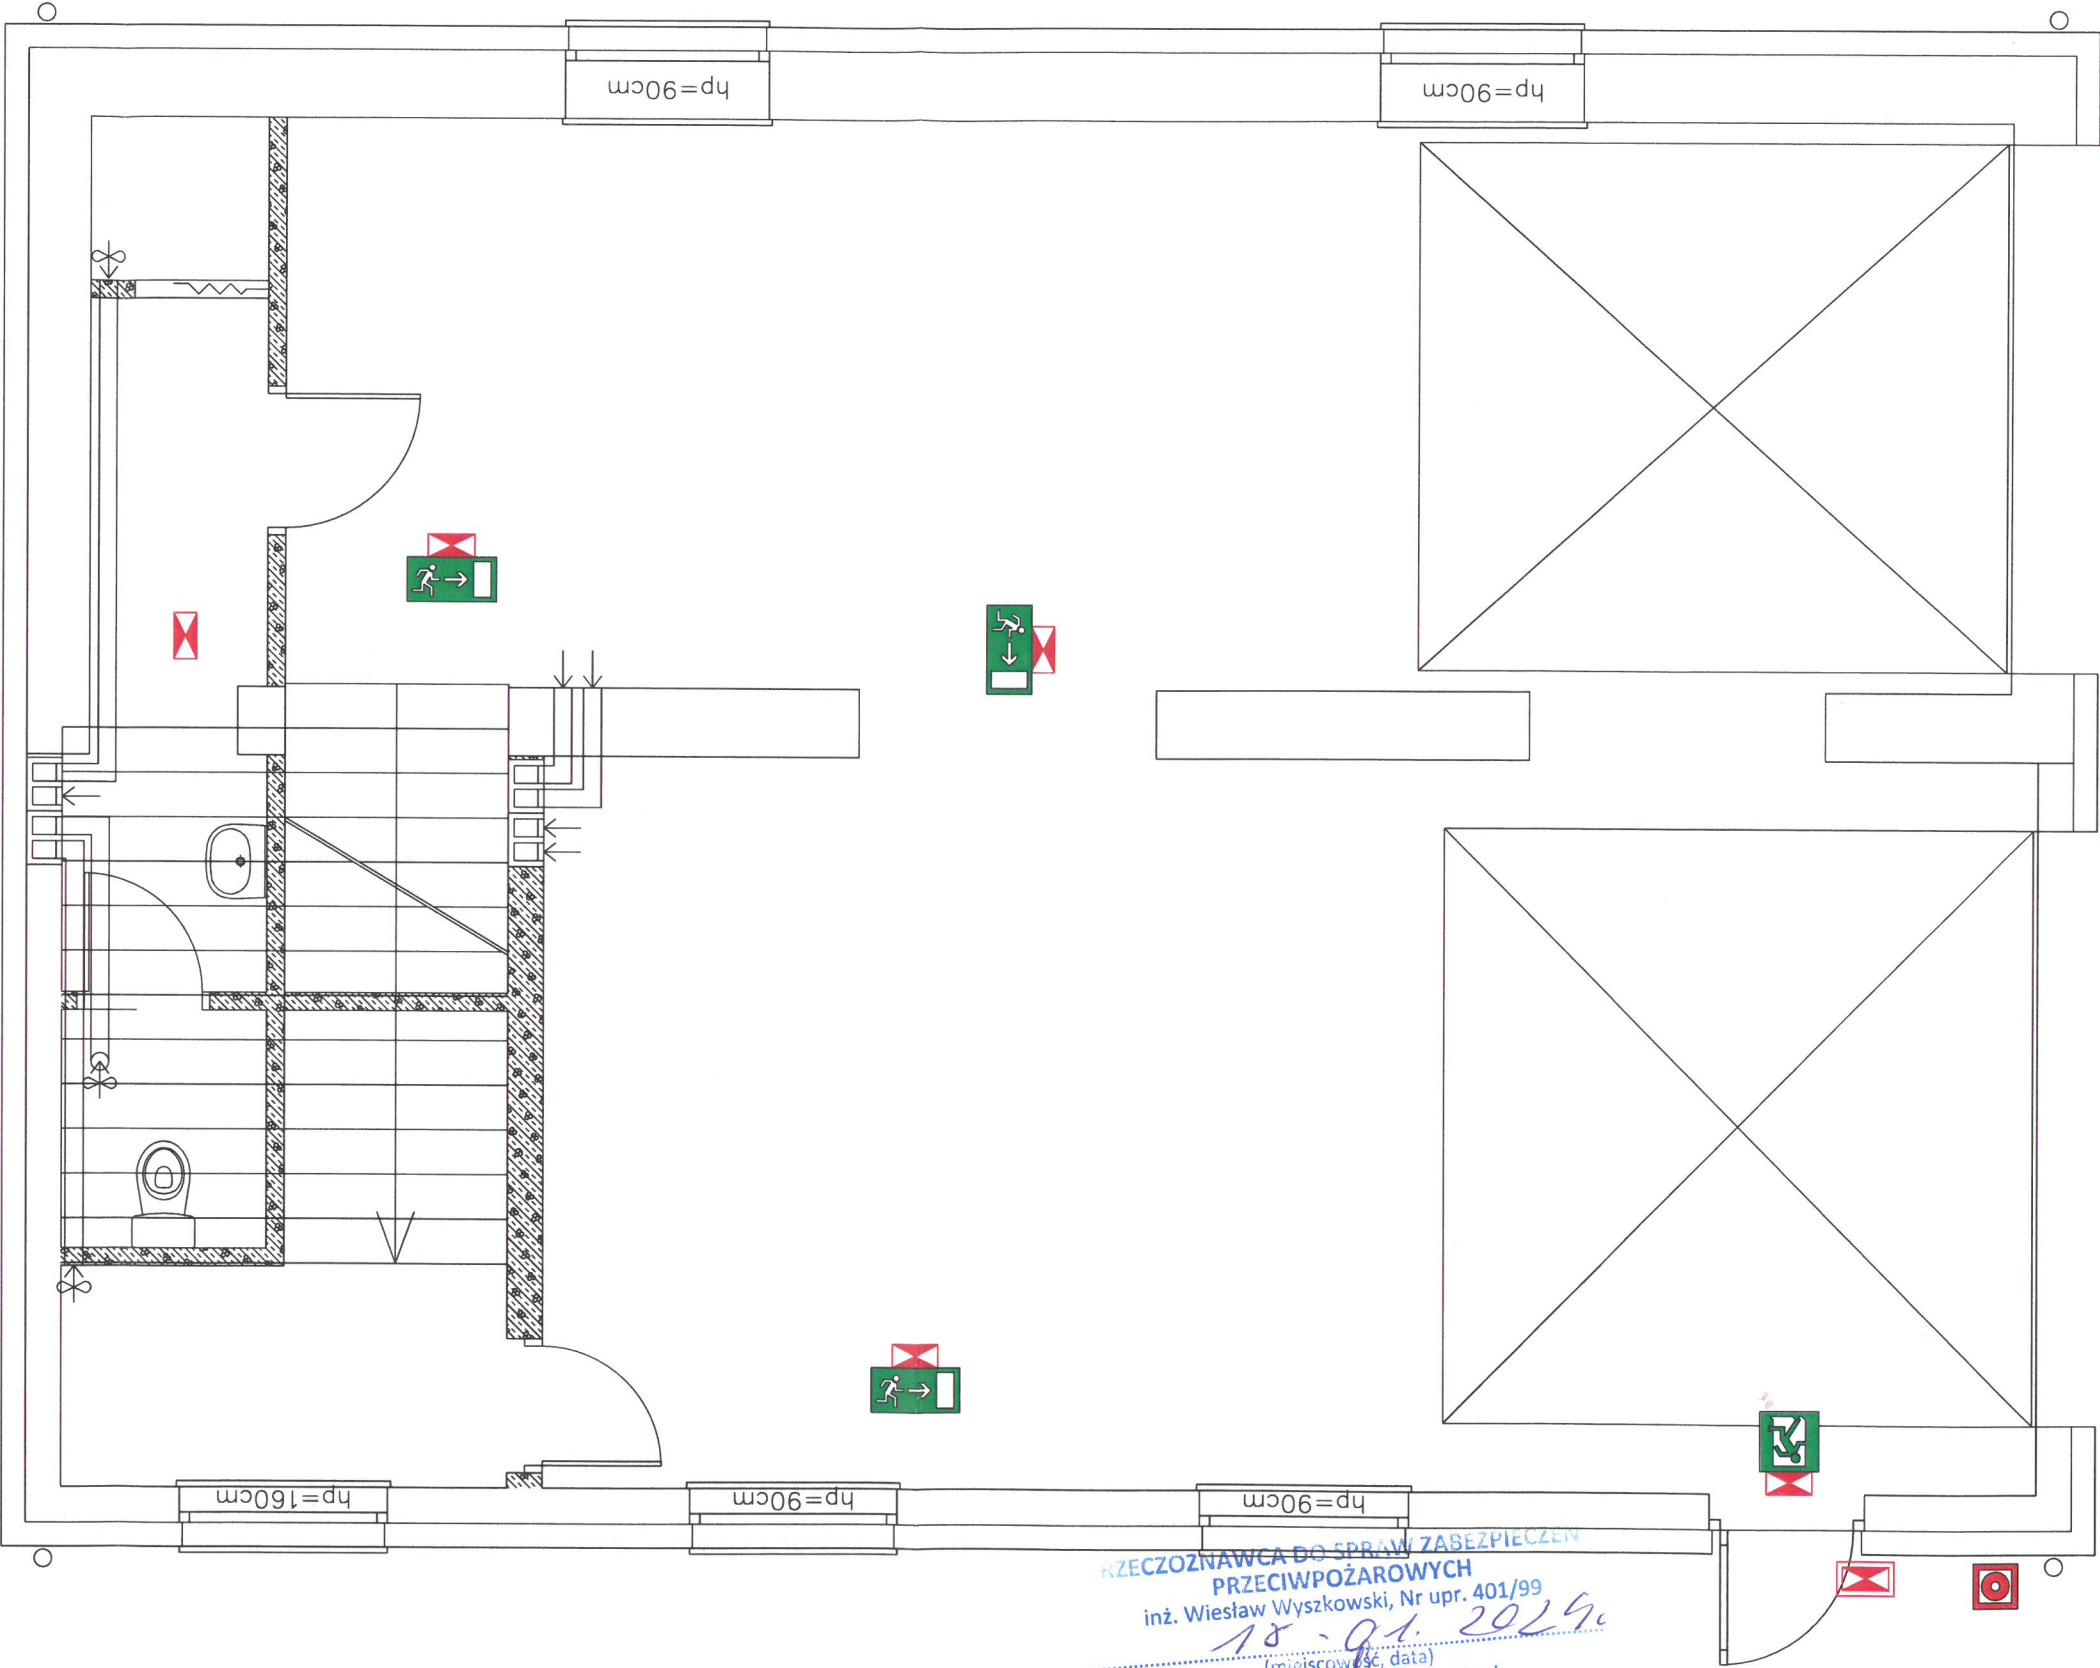 hp=90cm
hp=90cm
hp=160cm
hp=90cm
hp=90cm
RZECZOZNAWCA DO SPRAW ZABEZPIECZEŃ
PRZECIWPOŻAROWYCH
inż. Wiesław Wyszkowski, Nr upr. 401/99
(miejscowość, data)